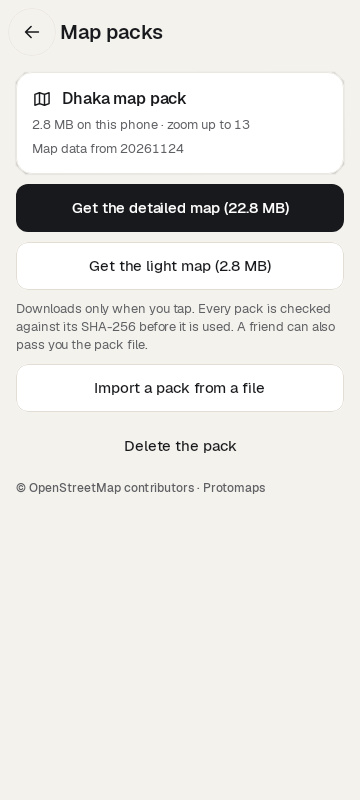 Map packs
Dhaka map pack
2.8 MB on this phone · zoom up to 13
Map data from 20261124
Get the detailed map (22.8 MB)
Get the light map (2.8 MB)
Downloads only when you tap. Every pack is checked
against its SHA-256 before it is used. A friend can also
pass you the pack file.
Import a pack from a file
Delete the pack
© OpenStreetMap contributors · Protomaps